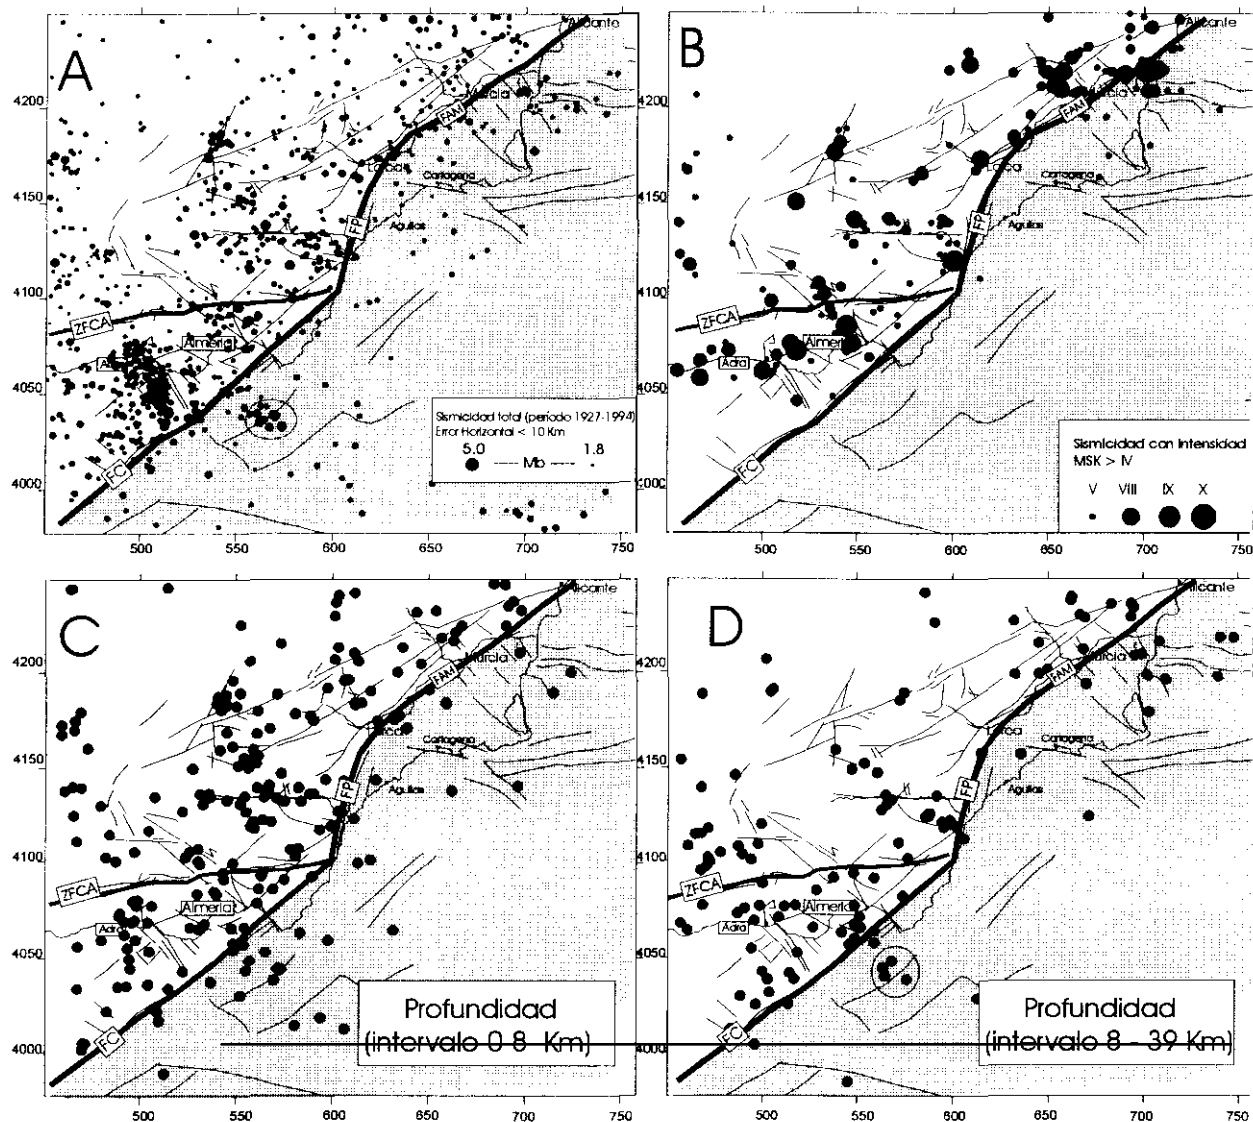 A
Alicante
4200
Murcia
FAM
Lorca
4150
Cartagena
FP
Aguilas
4100
ZFCA
Almería
Adra
4050
Sismicidad total (periodo 1927-1994)
Error Horizontal < 10 Km
5.0 1.8
Mb
FC
4000
500 550 600 650 700 750
B
Alicante
4200
Murcia
FAM
Lorca
4150
Cartagena
FP
Aguilas
4100
ZFCA
Almería
Adra
4050
Sismicidad con Intensidad
MSK > IV
V VIII IX X
FC
4000
500 550 600 650 700 750
C
Alicante
4200
Murcia
FAM
Lorca
4150
Cartagena
FP
Aguilas
4100
ZFCA
Almería
Adra
4050
Profundidad
(intervalo 0 8 Km)
FC
4000
500 550 600 650 700 750
D
Alicante
4200
Murcia
FAM
Lorca
4150
Cartagena
FP
Aguilas
4100
ZFCA
Almería
Adra
4050
Profundidad
(intervalo 8 - 39 Km)
FC
4000
500 550 600 650 700 750